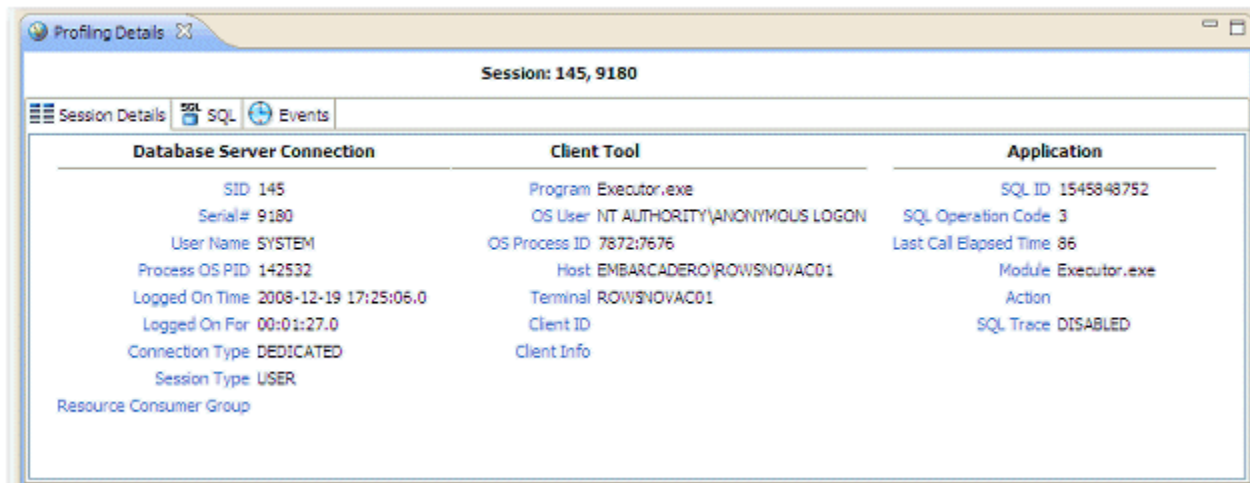 Profiling Details
Session: 145, 9180
Session Details SQL Events
Database Server Connection
SID 145
Serial# 9180
User Name SYSTEM
Process OS PID 142532
Logged On Time 2008-12-19 17:25:06.0
Logged On For 00:01:27.0
Connection Type DEDICATED
Session Type USER
Resource Consumer Group
Client Tool
Program Executor.exe
OS User NT AUTHORITY\ANONYMOUS LOGON
OS Process ID 7872:7676
Host EMBARCADERO\ROWSNOVAC01
Terminal ROWSNOVAC01
Client ID
Client Info
Application
SQL ID 1545848752
SQL Operation Code 3
Last Call Elapsed Time 86
Module Executor.exe
Action
SQL Trace DISABLED